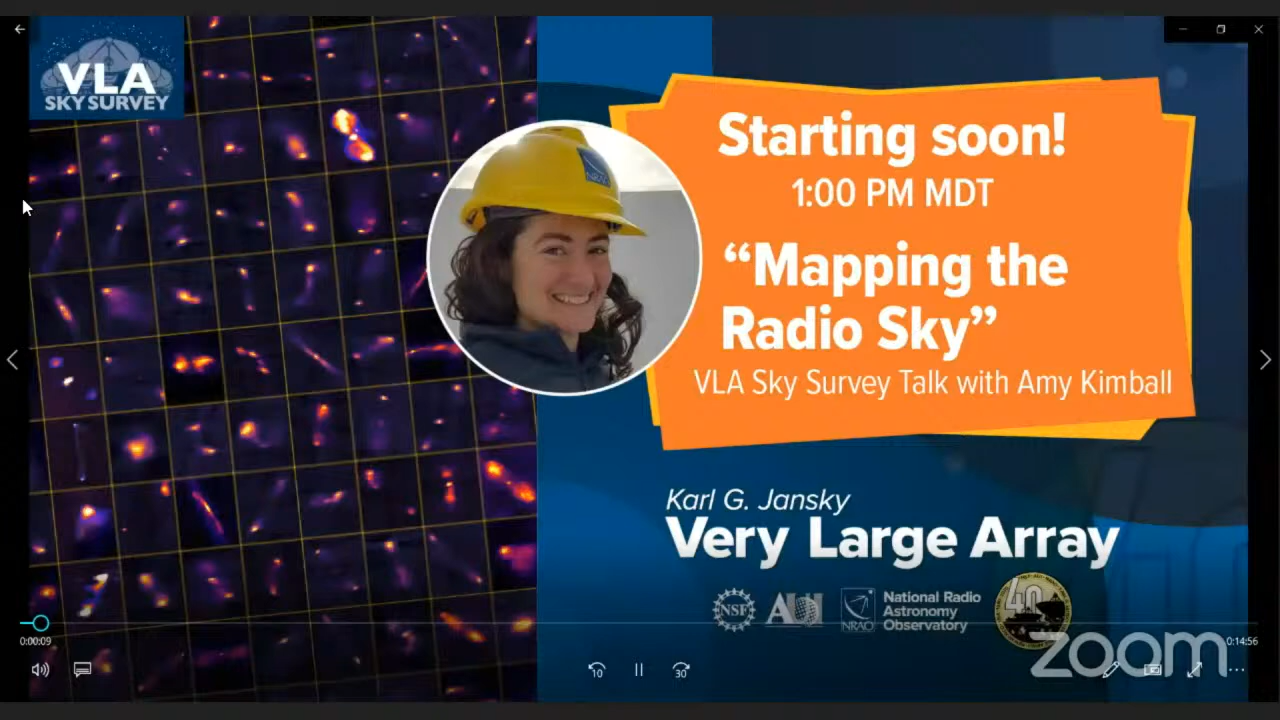 VLA
SKY SURVEY
NRAO
Starting soon!
1:00 PM MDT
“Mapping the
Radio Sky”
VLA Sky Survey Talk with Amy Kimball
Karl G. Jansky
Very Large Array
NSF
AUI
NRAO
National Radio
Astronomy
Observatory
40
0:00:09
0:14:56
10
30
zoom